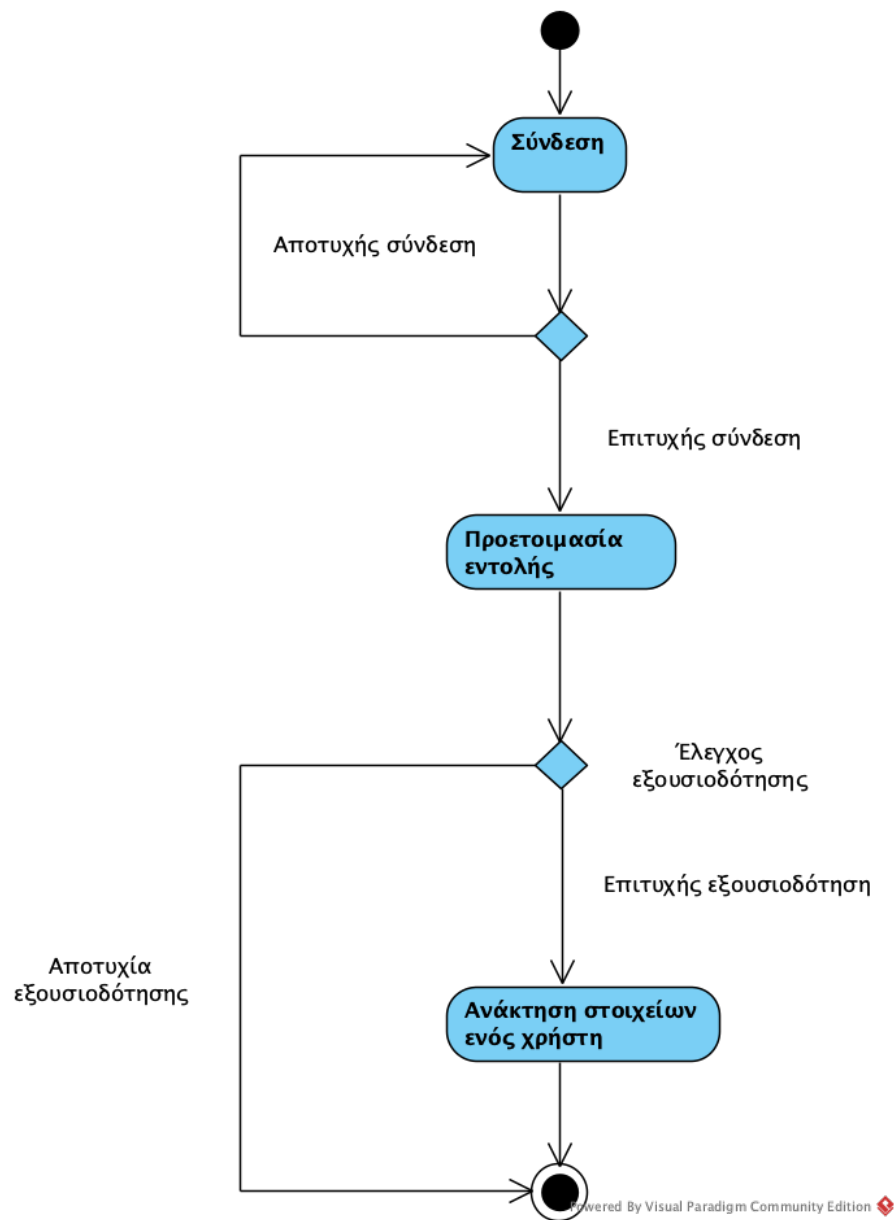 Σύνδεση
Αποτυχής σύνδεση
Επιτυχής σύνδεση
Προετοιμασία
εντολής
Έλεγχος
εξουσιοδότησης
Επιτυχής εξουσιοδότηση
Αποτυχία
εξουσιοδότησης
Ανάκτηση στοιχείων
ενός χρήστη
Powered By Visual Paradigm Community Edition